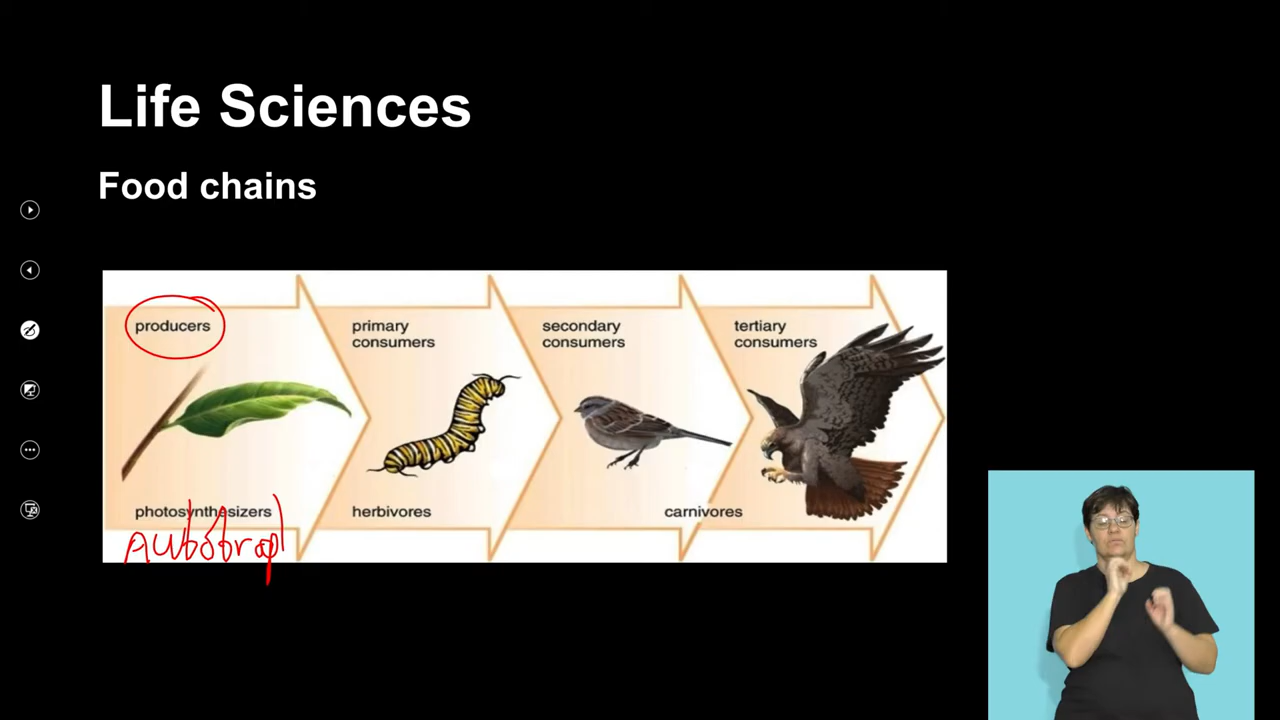 Life Sciences
Food chains
producers
primary
consumers
secondary
consumers
tertiary
consumers
photosynthesizers
herbivores
carnivores
Autotroph